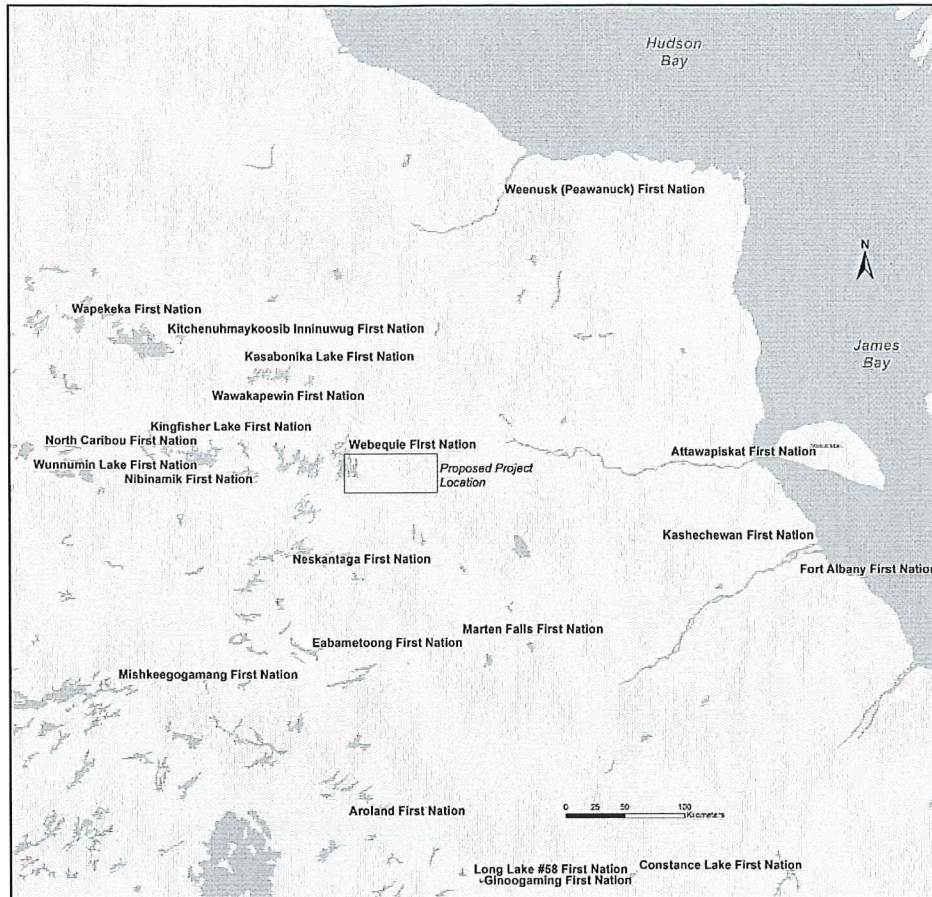 Hudson
Bay
Weenusk (Peawanuck) First Nation
N
Wapekeka First Nation
Kitchenuhmaykoosib Inninuwug First Nation
James
Bay
Kasabonika Lake First Nation
Wawakapewin First Nation
Kingfisher Lake First Nation
North Caribou First Nation
Webequie First Nation
Attawapiskat First Nation
Wunnumin Lake First Nation
Proposed Project
Location
Nibinamik First Nation
Kashechewan First Nation
Neskantaga First Nation
Fort Albany First Nation
Marten Falls First Nation
Eabametoong First Nation
Mishkeegogamang First Nation
Aroland First Nation
0 25 50 100
Kilometers
Long Lake #58 First Nation
Constance Lake First Nation
Ginoogaming First Nation